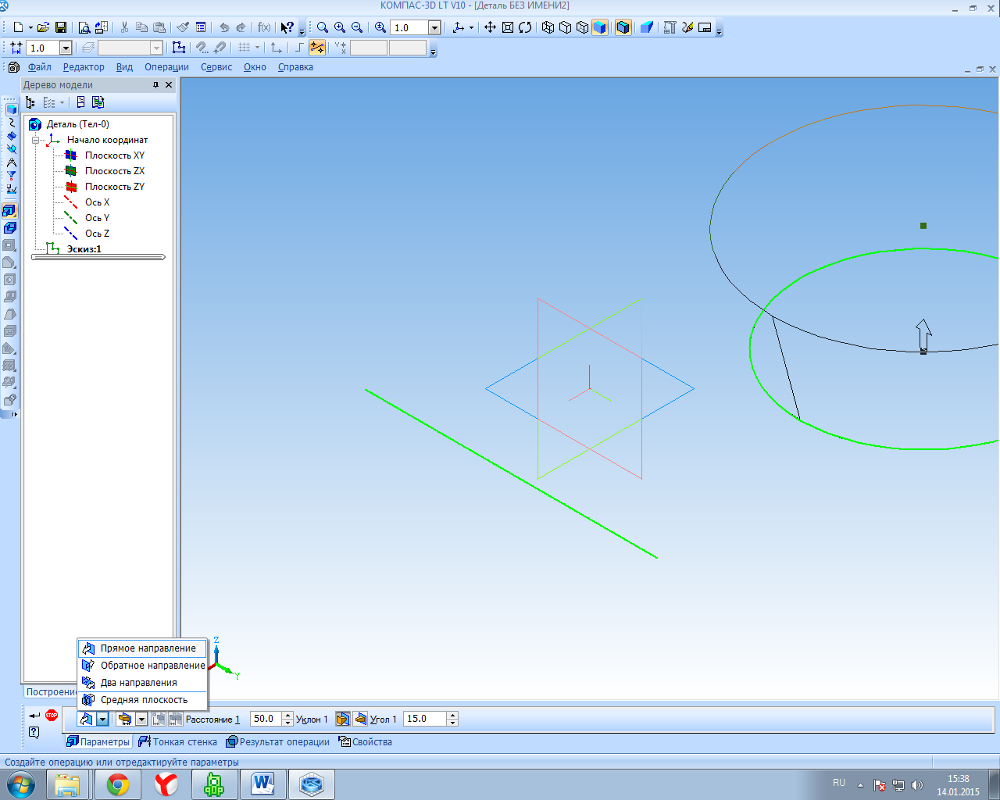 КОМПАС-3D LT V10 - [Деталь БЕЗ ИМЕНИ2]
f(x) 1.0
1.0
Файл Редактор Вид Операции Сервис Окно Справка
Дерево модели
Деталь (Тел-0)
Начало координат
Плоскость XY
Плоскость ZX
Плоскость ZY
Ось X
Ось Y
Ось Z
Эскиз:1
Z
Y
Прямое направление
Обратное направление
Два направления
Средняя плоскость
Построение
STOP Расстояние 1 50.0 Уклон 1 Угол 1 15.0
Параметры Тонкая стенка Результат операции Свойства
Создайте операцию или отредактируйте параметры
RU
15:38
14.01.2015